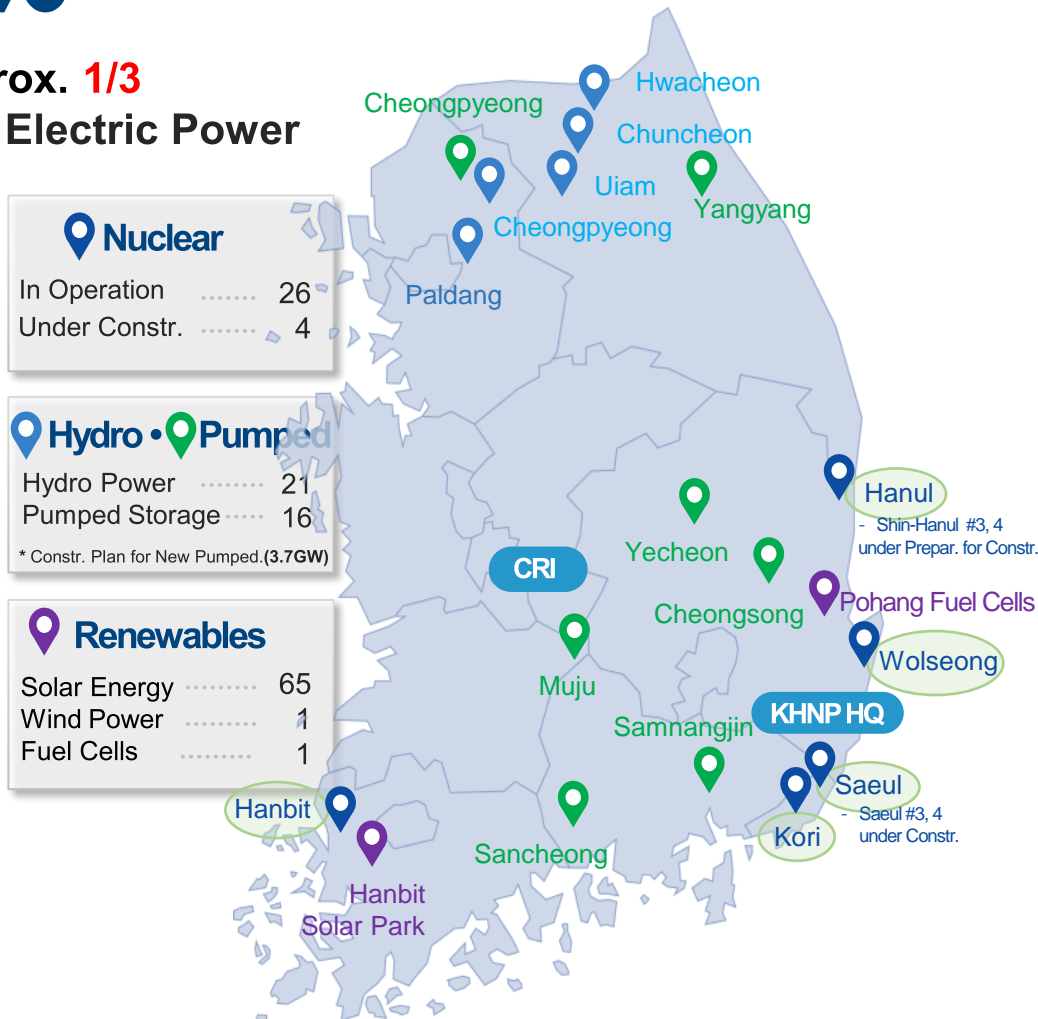 rox. 1/3
Electric Power
Nuclear
In Operation ....... 26
Under Constr. ....... 4
Hydro • Pumped
Hydro Power ........ 21
Pumped Storage ..... 16
* Constr. Plan for New Pumped.(3.7GW)
Renewables
Solar Energy ......... 65
Wind Power ......... 1
Fuel Cells ......... 1
Hwacheon
Cheongpyeong
Chuncheon
Uiam
Yangyang
Cheongpyeong
Paldang
Hanul
- Shin-Hanul #3, 4
under Prepar. for Constr.
Yecheon
CRI
Cheongsong
Pohang Fuel Cells
Wolseong
Muju
KHNP HQ
Samnangjin
Saeul
- Saeul #3, 4
under Constr.
Kori
Hanbit
Sancheong
Hanbit
Solar Park